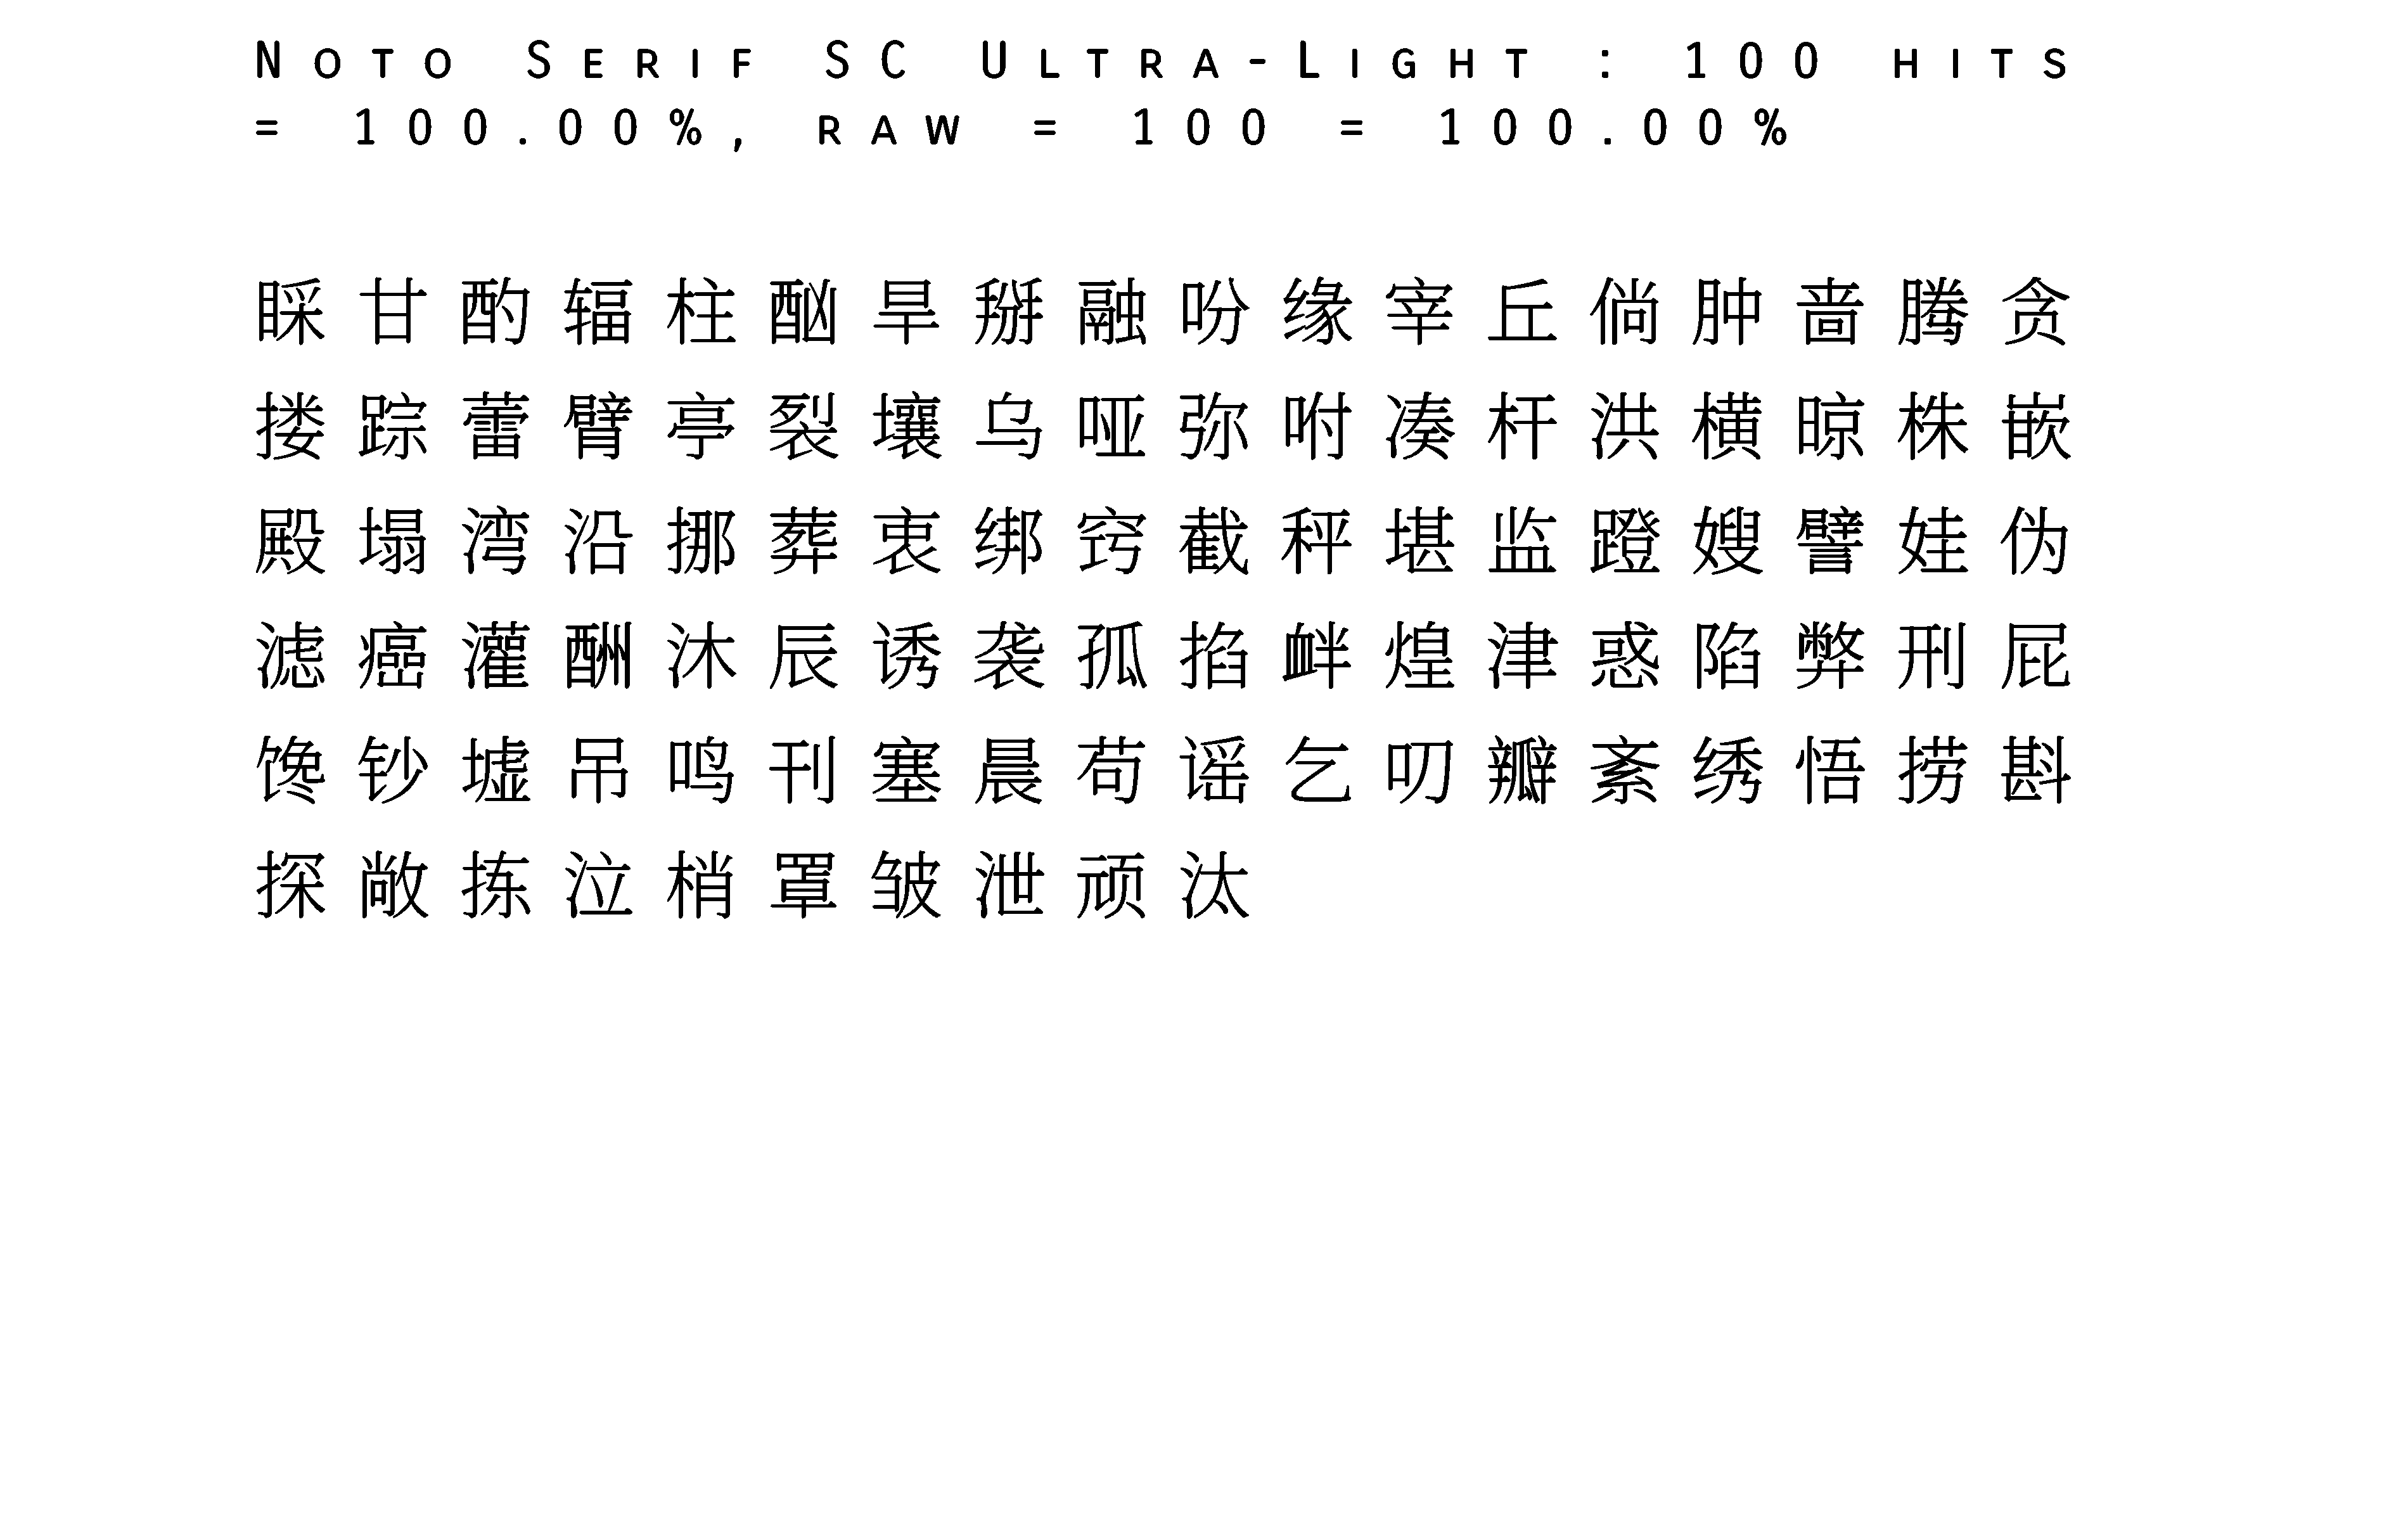 Noto Serif SC Ultra-Light : 100 hits
= 100.00%, raw = 100 = 100.00%
睬甘酌辐柱酗旱掰融吩缘宰丘倘肿啬腾贪
搂踪蕾臂亭裂壤乌哑弥咐凑杆洪横晾株嵌
殿塌湾沿挪葬衷绑窍截秤堪监蹬嫂譬娃伪
滤癌灌酬沐辰诱袭孤掐衅煌津惑陷弊刑屁
馋钞墟吊鸣刊塞晨苟谣乞叨瓣紊绣悟捞斟
探敞拣泣梢罩皱泄顽汰